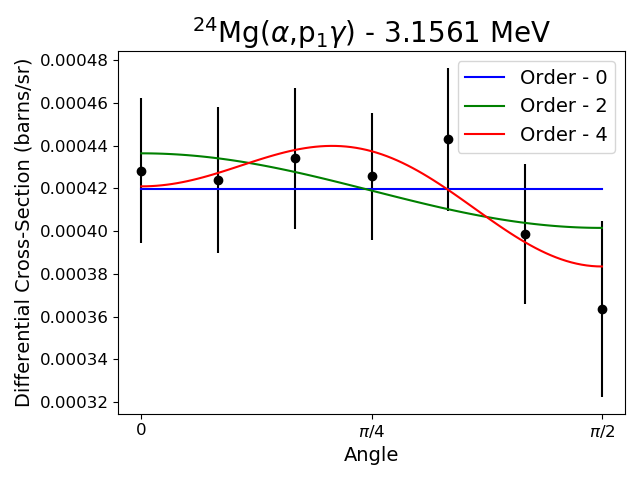 ²⁴Mg(α,p₁γ) - 3.1561 MeV
Differential Cross-Section (barns/sr)
0.00048
0.00046
0.00044
0.00042
0.00040
0.00038
0.00036
0.00034
0.00032
Order - 0
Order - 2
Order - 4
0
π/4
π/2
Angle